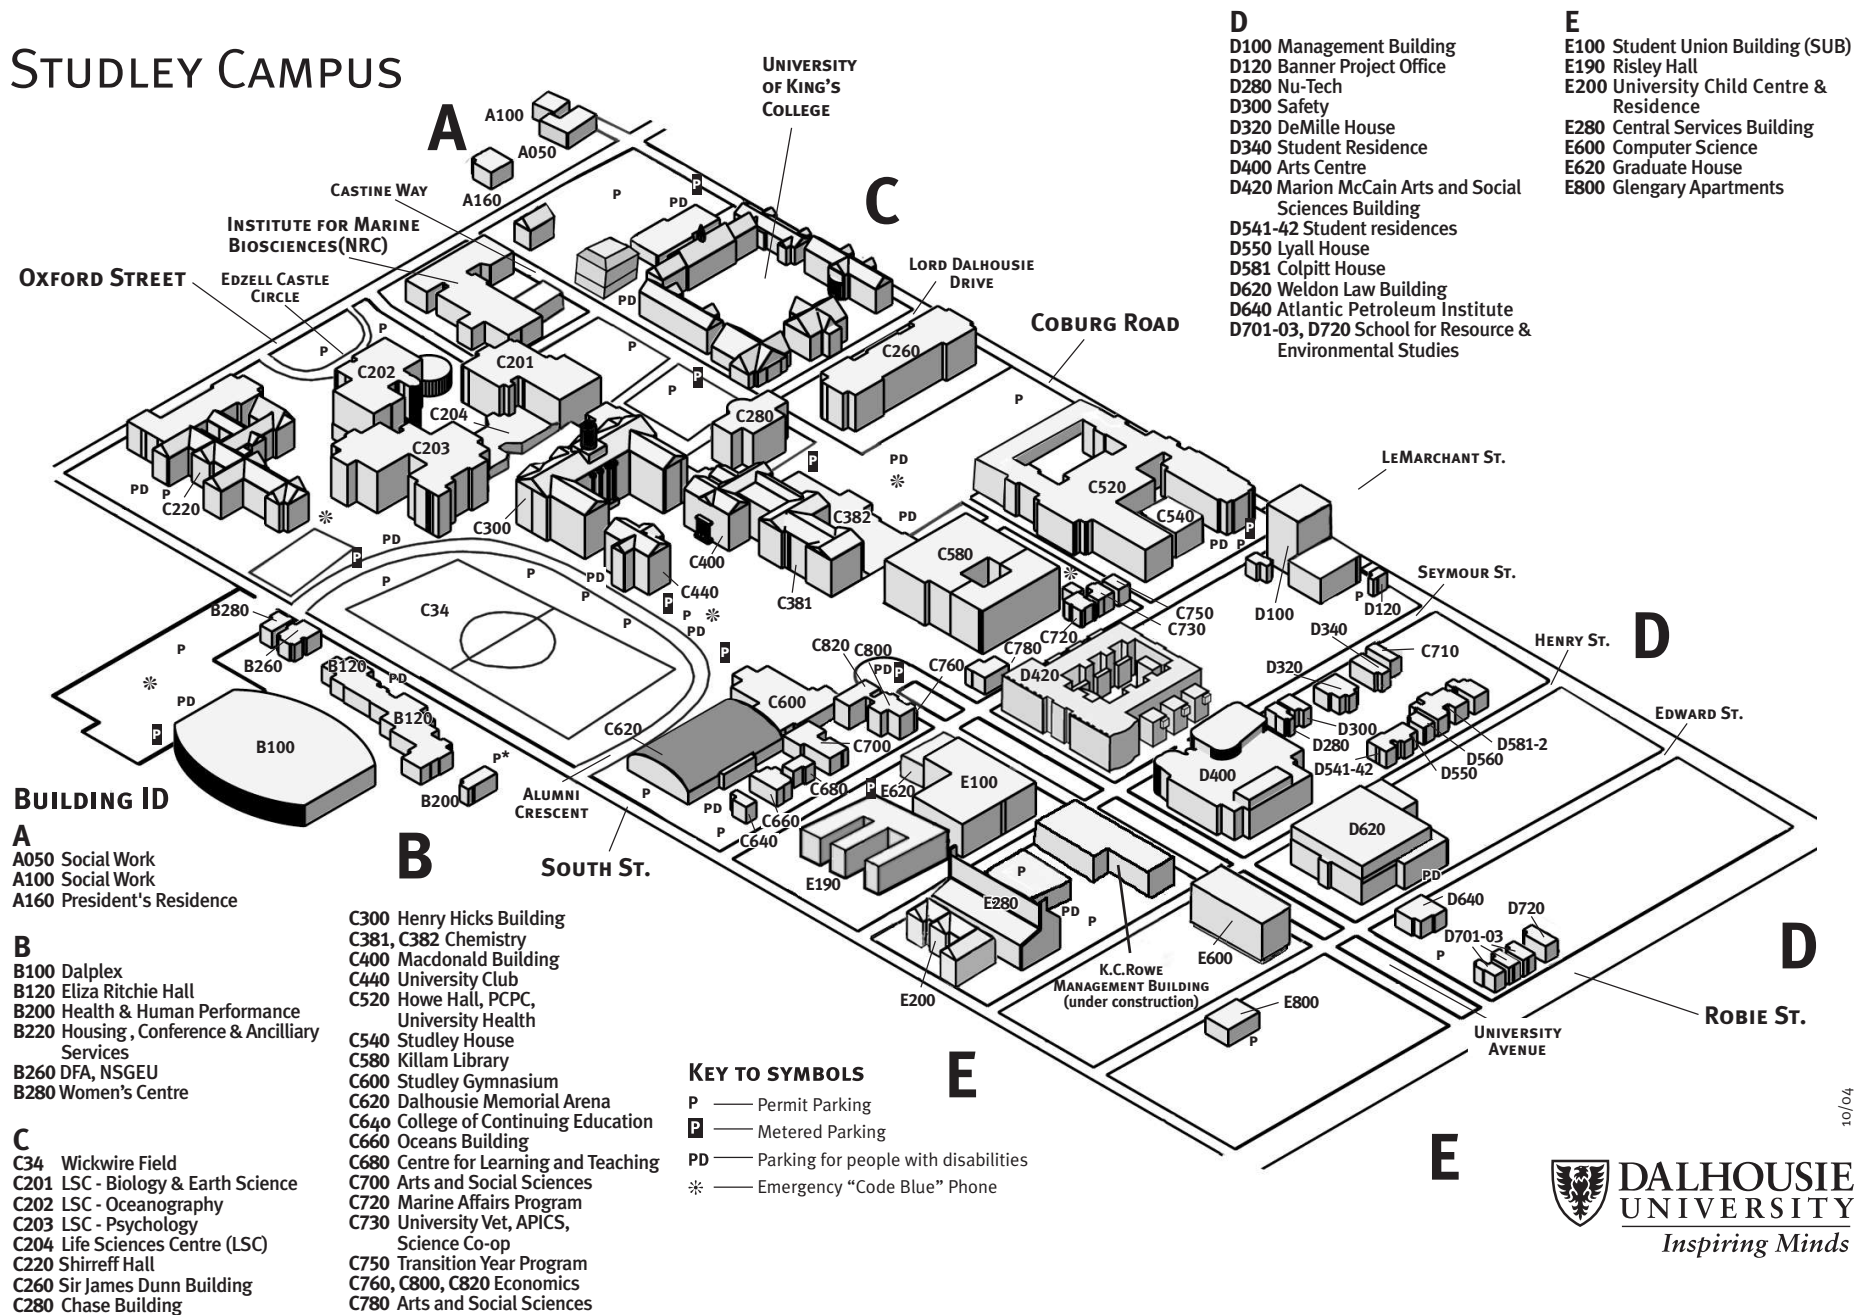 STUDLEY CAMPUS
A
A100
A050
A160
UNIVERSITY
OF KING'S
COLLEGE
C
CASTINE WAY
INSTITUTE FOR MARINE
BIOSCIENCES(NRC)
OXFORD STREET
EDZELL CASTLE
CIRCLE
LORD DALHOUSIE
DRIVE
COBURG ROAD
LEMARCHANT ST.
SEYMOUR ST.
HENRY ST.
EDWARD ST.
D
D
ROBIE ST.
UNIVERSITY
AVENUE
ALUMNI
CRESCENT
SOUTH ST.
B
E
E
K.C.ROWE
MANAGEMENT BUILDING
(under construction)
P
PD
P
PD
P
P
P
P
P
P
P
PD
P
PD
PD
P
PD
P
P
PD
P
P
P
PD
P
P
P
PD
P
P
PD
PD
P
P
PD
P
P*
PD
P
P
PD
P
P
P
PD
P
PD
P
P
C201
C202
C204
C203
C220
C260
C280
C300
C400
C440
C381
C382
C520
C540
C580
C750
C730
C720
C780
C760
C820
C800
C600
C620
C700
C680
C660
C640
C710
C34
B280
B260
B120
B120
B100
B200
D100
D120
D340
D320
D300
D280
D420
D400
D541-42
D550
D560
D581-2
D620
D640
D701-03
D720
E620
E100
E190
E280
E200
E600
E800
D
D100 Management Building
D120 Banner Project Office
D280 Nu-Tech
D300 Safety
D320 DeMille House
D340 Student Residence
D400 Arts Centre
D420 Marion McCain Arts and Social
Sciences Building
D541-42 Student residences
D550 Lyall House
D581 Colpitt House
D620 Weldon Law Building
D640 Atlantic Petroleum Institute
D701-03, D720 School for Resource &
Environmental Studies
E
E100 Student Union Building (SUB)
E190 Risley Hall
E200 University Child Centre &
Residence
E280 Central Services Building
E600 Computer Science
E620 Graduate House
E800 Glengary Apartments
BUILDING ID
A
A050 Social Work
A100 Social Work
A160 President's Residence
B
B100 Dalplex
B120 Eliza Ritchie Hall
B200 Health & Human Performance
B220 Housing , Conference & Ancilliary
Services
B260 DFA, NSGEU
B280 Women's Centre
C
C34 Wickwire Field
C201 LSC - Biology & Earth Science
C202 LSC - Oceanography
C203 LSC - Psychology
C204 Life Sciences Centre (LSC)
C220 Shirreff Hall
C260 Sir James Dunn Building
C280 Chase Building
C300 Henry Hicks Building
C381, C382 Chemistry
C400 Macdonald Building
C440 University Club
C520 Howe Hall, PCPC,
University Health
C540 Studley House
C580 Killam Library
C600 Studley Gymnasium
C620 Dalhousie Memorial Arena
C640 College of Continuing Education
C660 Oceans Building
C680 Centre for Learning and Teaching
C700 Arts and Social Sciences
C720 Marine Affairs Program
C730 University Vet, APICS,
Science Co-op
C750 Transition Year Program
C760, C800, C820 Economics
C780 Arts and Social Sciences
KEY TO SYMBOLS
P Permit Parking
P Metered Parking
PD Parking for people with disabilities
Emergency “Code Blue” Phone
10/04
DALHOUSIE
UNIVERSITY
Inspiring Minds